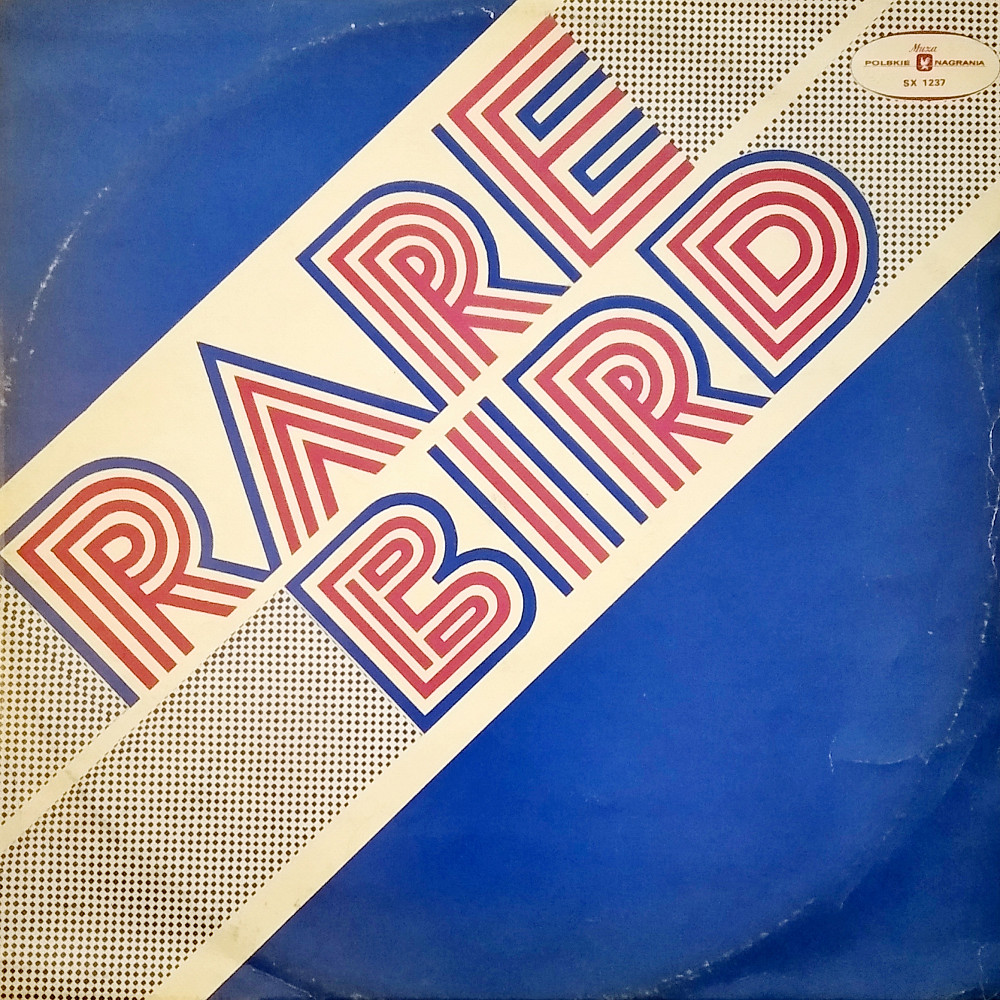 RARE
BIRD
Muza
POLSKIE NAGRANIA
SX 1237